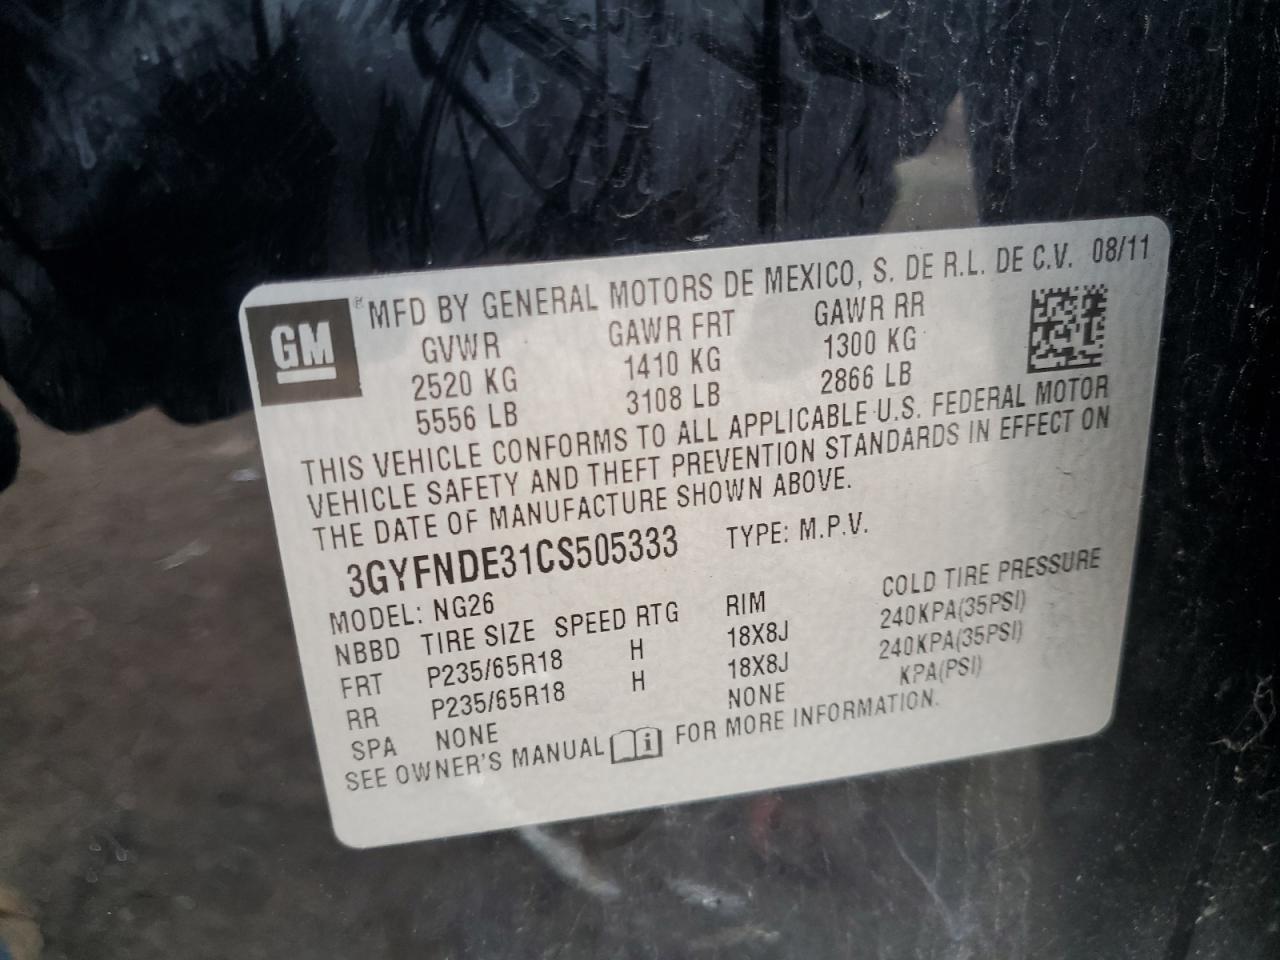 GM
MFD BY GENERAL MOTORS DE MEXICO, S. DE R.L. DE C.V. 08/11
GVWR GAWR FRT GAWR RR
2520 KG 1410 KG 1300 KG
5556 LB 3108 LB 2866 LB
THIS VEHICLE CONFORMS TO ALL APPLICABLE U.S. FEDERAL MOTOR
VEHICLE SAFETY AND THEFT PREVENTION STANDARDS IN EFFECT ON
THE DATE OF MANUFACTURE SHOWN ABOVE.
3GYFNDE31CS505333 TYPE: M.P.V.
MODEL: NG26
NBBD TIRE SIZE SPEED RTG RIM COLD TIRE PRESSURE
FRT P235/65R18 H 18X8J 240KPA(35PSI)
RR P235/65R18 H 18X8J 240KPA(35PSI)
SPA NONE NONE KPA(PSI)
SEE OWNER'S MANUAL i FOR MORE INFORMATION.